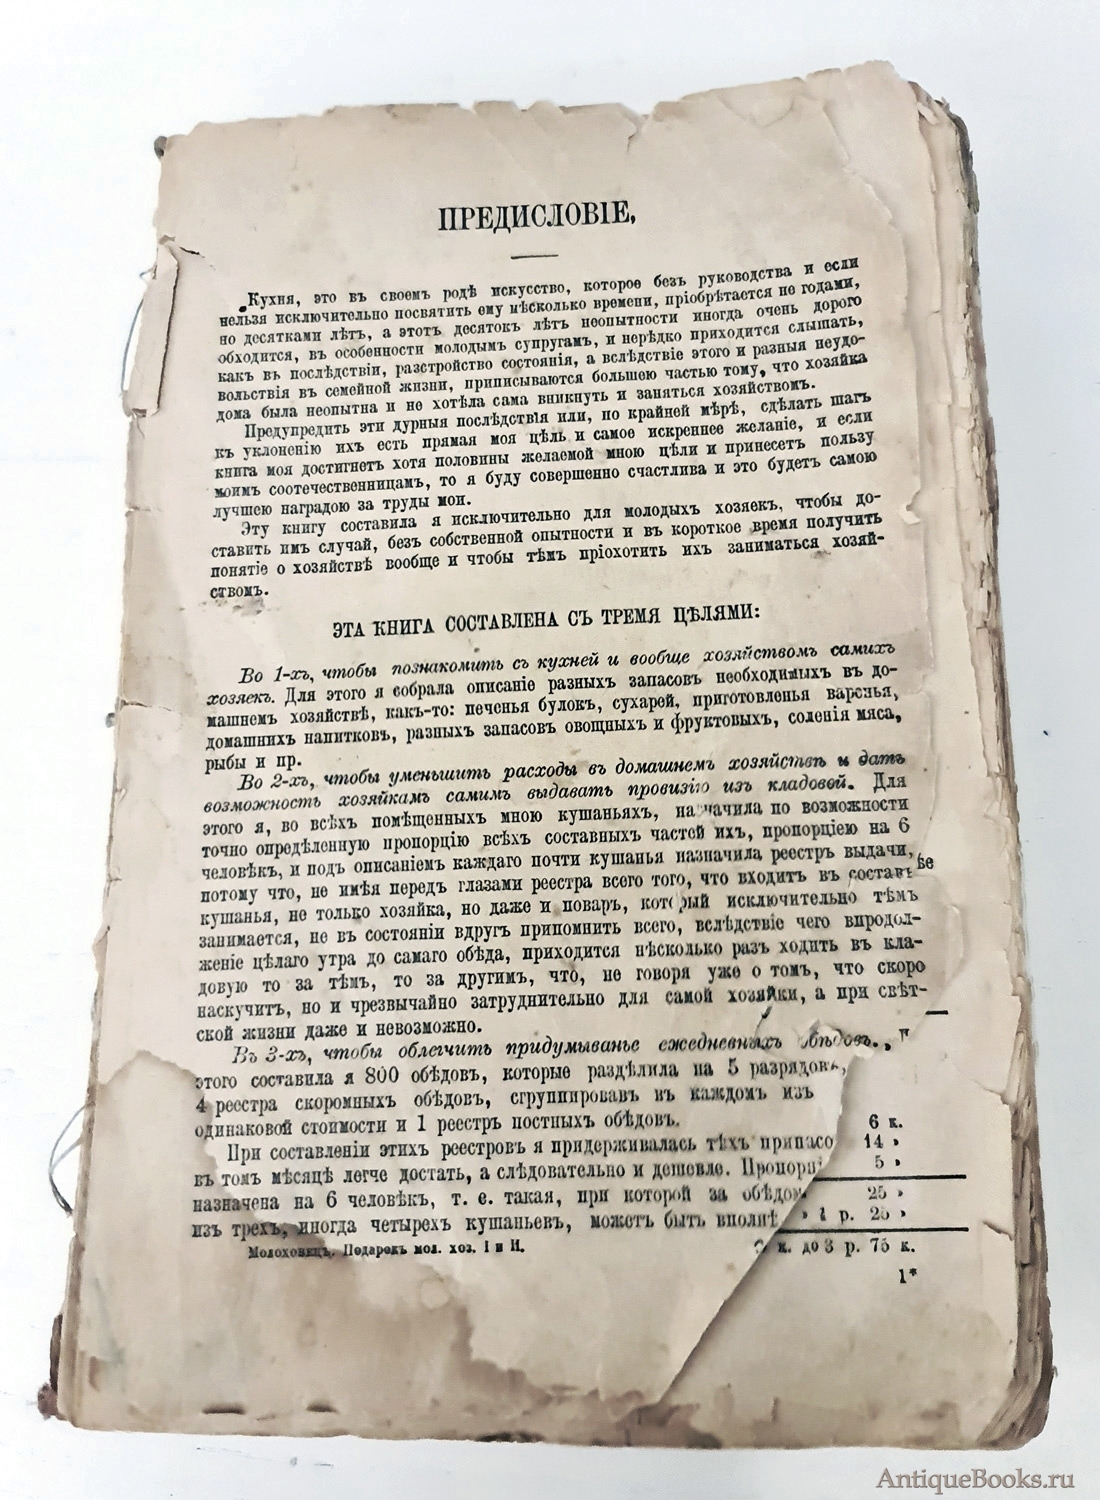 ПРЕДИСЛОВІЕ.
Кухня, это въ своемъ родѣ искусство, которое безъ руководства и если
нельзя исключительно посвятить ему нѣсколько времени, пріобрѣтается не годами,
но десятками лѣтъ, а этотъ десятокъ лѣтъ неопытности иногда очень дорого
обходится, въ особенности молодымъ супругамъ, и нерѣдко приходится слышать,
какъ въ послѣдствіи, разстройство состоянія, а вслѣдствіе этого и разныя неудо-
вольствія въ семейной жизни, приписываются большею частью тому, что хозяйка
дома была неопытна и не хотѣла сама вникнуть и заняться хозяйствомъ.
Предупредить эти дурныя послѣдствія или, по крайней мѣрѣ, сдѣлать шагъ
къ уклоненію ихъ есть прямая моя цѣль и самое искреннее желаніе, и если
книга моя достигнетъ хотя половины желаемой мною цѣли и принесетъ пользу
моимъ соотечественницамъ, то я буду совершенно счастлива и это будетъ самою
лучшею наградою за труды мои.
Эту книгу составила я исключительно для молодыхъ хозяекъ, чтобы до-
ставить имъ случай, безъ собственной опытности и въ короткое время получить
понятіе о хозяйствѣ вообще и чтобы тѣмъ пріохотить ихъ заниматься хозяй-
ствомъ.
ЭТА КНИГА СОСТАВЛЕНА СЪ ТРЕМЯ ЦѢЛЯМИ:
Во 1-хъ, чтобы познакомить съ кухней и вообще хозяйствомъ самихъ
хозяекъ. Для этого я собрала описаніе разныхъ запасовъ необходимыхъ въ до-
машнемъ хозяйствѣ, какъ-то: печенья булокъ, сухарей, приготовленья варенья,
домашнихъ напитковъ, разныхъ запасовъ овощныхъ и фруктовыхъ, соленія мяса,
рыбы и пр.
Во 2-хъ, чтобы уменьшить расходы въ домашнемъ хозяйствѣ и дать
возможность хозяйкамъ самимъ выдавать провизію изъ кладовой. Для
этого я, во всѣхъ помѣщенныхъ мною кушаньяхъ, назначила по возможности
точно опредѣленную пропорцію всѣхъ составныхъ частей ихъ, пропорціею на 6
человѣкъ, и подъ описаніемъ каждаго почти кушанья назначила реестръ выдачи,
потому что, не имѣя передъ глазами реестра всего того, что входитъ въ составъ ѣе
кушанья, не только хозяйка, но даже и поваръ, который исключительно тѣмъ
занимается, не въ состояніи вдругъ припомнить всего, вслѣдствіе чего впродол-
женіе цѣлаго утра до самаго обѣда, приходится нѣсколько разъ ходить въ кла-
довую то за тѣмъ, то за другимъ, что, не говоря уже о томъ, что скоро
наскучитъ, но и чрезвычайно затруднительно для самой хозяйки, а при свѣт-
ской жизни даже и невозможно.
Въ 3-хъ, чтобы облегчить придумыванье ежедневныхъ обѣдовъ.
этого составила я 800 обѣдовъ, которые раздѣлила на 5 разрядовъ,
4 реестра скоромныхъ обѣдовъ, сгруппировавъ въ каждомъ изъ
одинаковой стоимости и 1 реестръ постныхъ обѣдовъ. 6 к.
При составленіи этихъ реестровъ я придерживалась тѣхъ припасо 14 »
въ томъ мѣсяцѣ легче достать, а слѣдовательно и дешевле. Пропорці 5 »
назначена на 6 человѣкъ, т. е. такая, при которой за обѣдом 25 »
изъ трехъ, иногда четырехъ кушаньевъ, можетъ быть вполнѣ » 1 р. 25 »
Молоховецъ. Подарокъ мол. хоз. I и II. к. до 3 р. 75 к.
1*
AntiqueBooks.ru